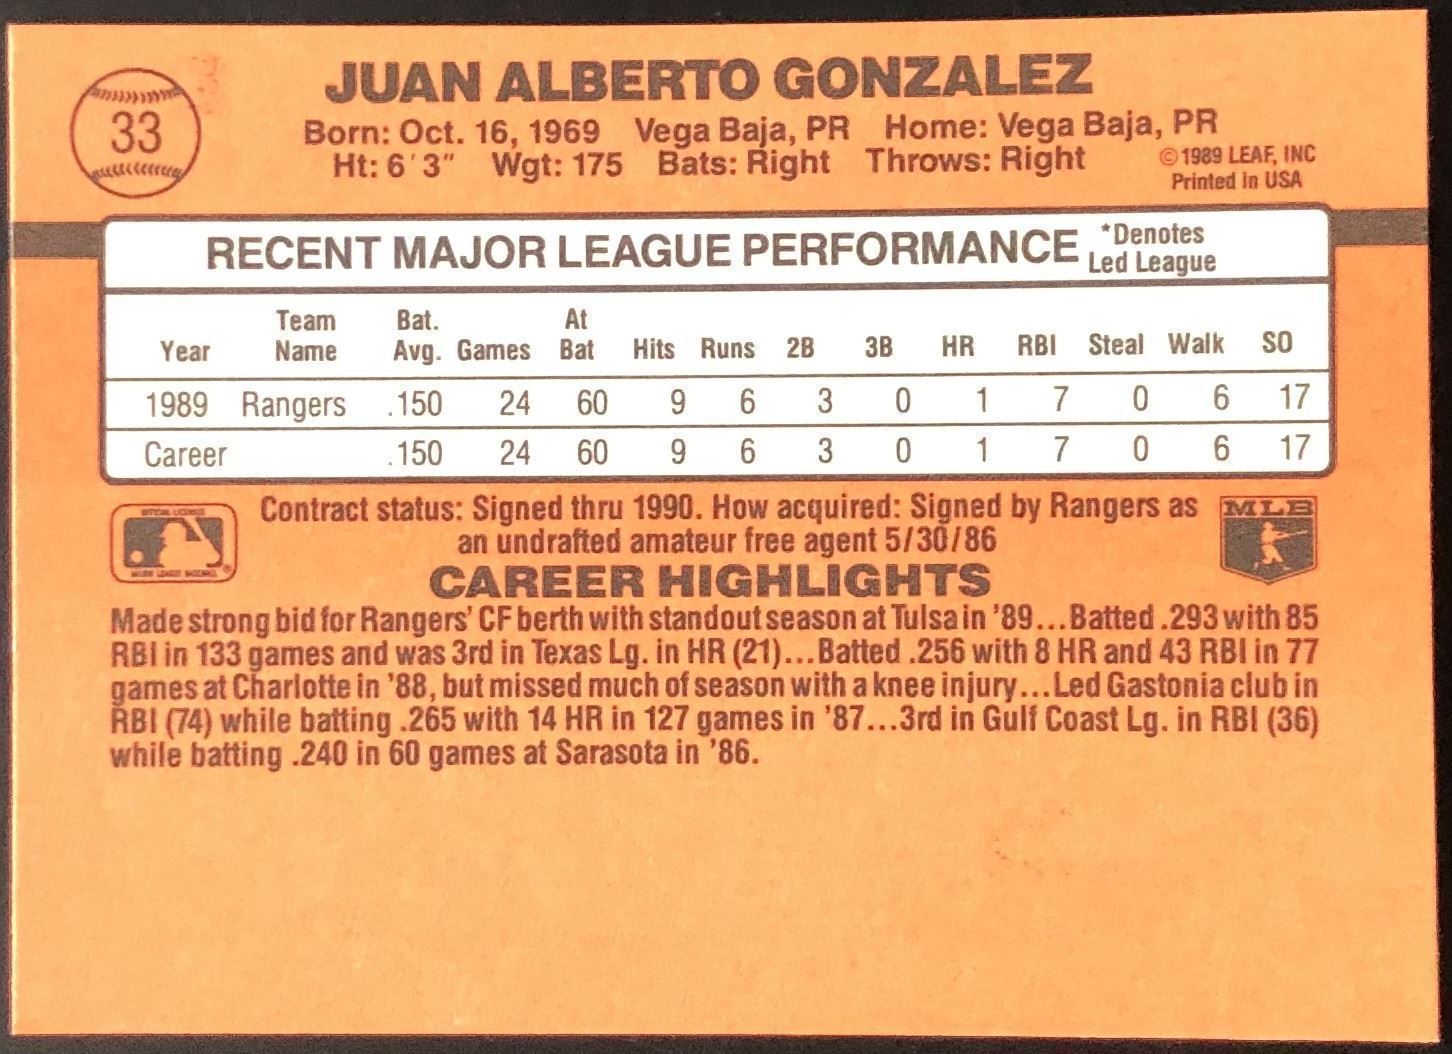 33
JUAN ALBERTO GONZALEZ
Born: Oct. 16, 1969 Vega Baja, PR Home: Vega Baja, PR
Ht: 6'3" Wgt: 175 Bats: Right Throws: Right
©1989 LEAF, INC
Printed in USA
RECENT MAJOR LEAGUE PERFORMANCE
*Denotes
Led League
Team Bat. At
Year Name Avg. Games Bat Hits Runs 2B 3B HR RBI Steal Walk SO
1989 Rangers .150 24 60 9 6 3 0 1 7 0 6 17
Career .150 24 60 9 6 3 0 1 7 0 6 17
Contract status: Signed thru 1990. How acquired: Signed by Rangers as
an undrafted amateur free agent 5/30/86
MLB
CAREER HIGHLIGHTS
Made strong bid for Rangers' CF berth with standout season at Tulsa in '89...Batted .293 with 85
RBI in 133 games and was 3rd in Texas Lg. in HR (21)...Batted .256 with 8 HR and 43 RBI in 77
games at Charlotte in '88, but missed much of season with a knee injury...Led Gastonia club in
RBI (74) while batting .265 with 14 HR in 127 games in '87...3rd in Gulf Coast Lg. in RBI (36)
while batting .240 in 60 games at Sarasota in '86.